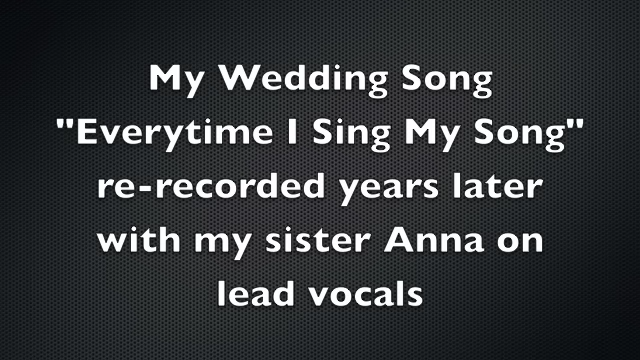 My Wedding Song
"Everytime I Sing My Song"
re-recorded years later
with my sister Anna on
lead vocals